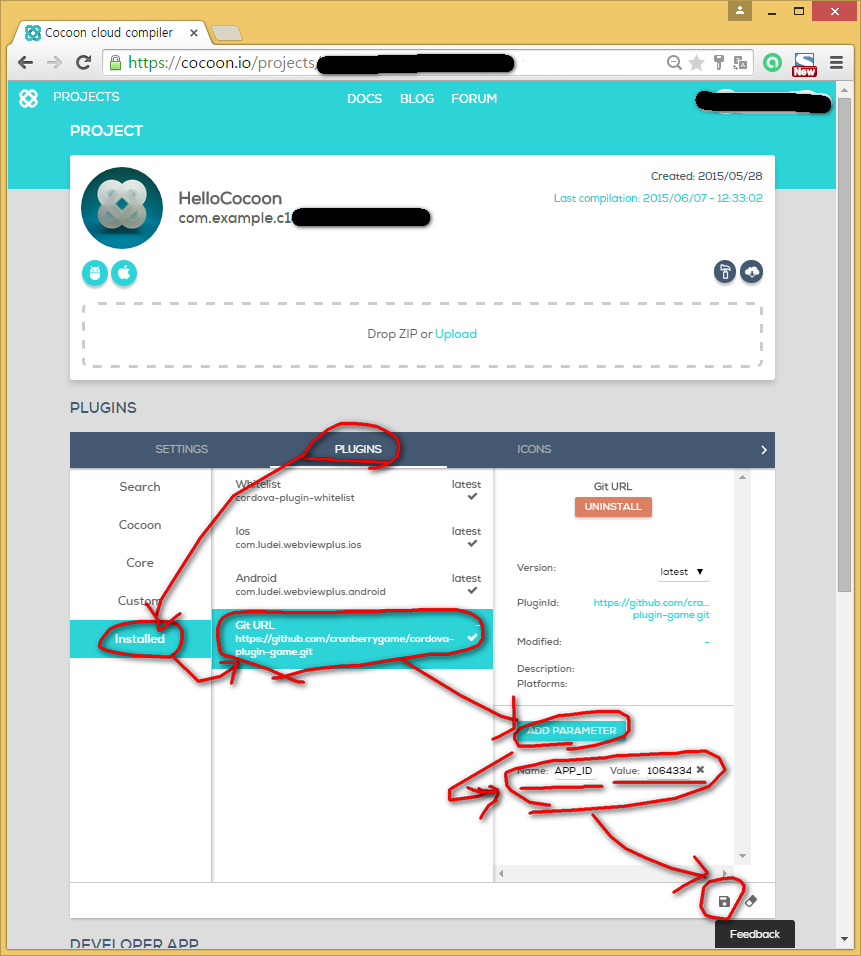 Cocoon cloud compiler
https://cocoon.io/projects
New
PROJECTS
DOCS
BLOG
FORUM
PROJECT
HelloCocoon
Created: 2015/05/28
Last compilation: 2015/06/07 - 12:33:02
com.example.c1
Drop ZIP or Upload
PLUGINS
SETTINGS
PLUGINS
ICONS
Search
Cocoon
Core
Custom
Installed
Whitelist
latest
cordova-plugin-whitelist
Ios
latest
com.ludei.webviewplus.ios
Android
latest
com.ludei.webviewplus.android
Git URL
https://github.com/cranberrygame/cordova-
plugin-game.git
Git URL
UNINSTALL
Version:
latest
PluginId:
https://github.com/cra...
plugin-game.git
Modified:
-
Description:
Platforms:
ADD PARAMETER
Name: APP_ID Value: 1064334
Feedback
DEVELOPER APP